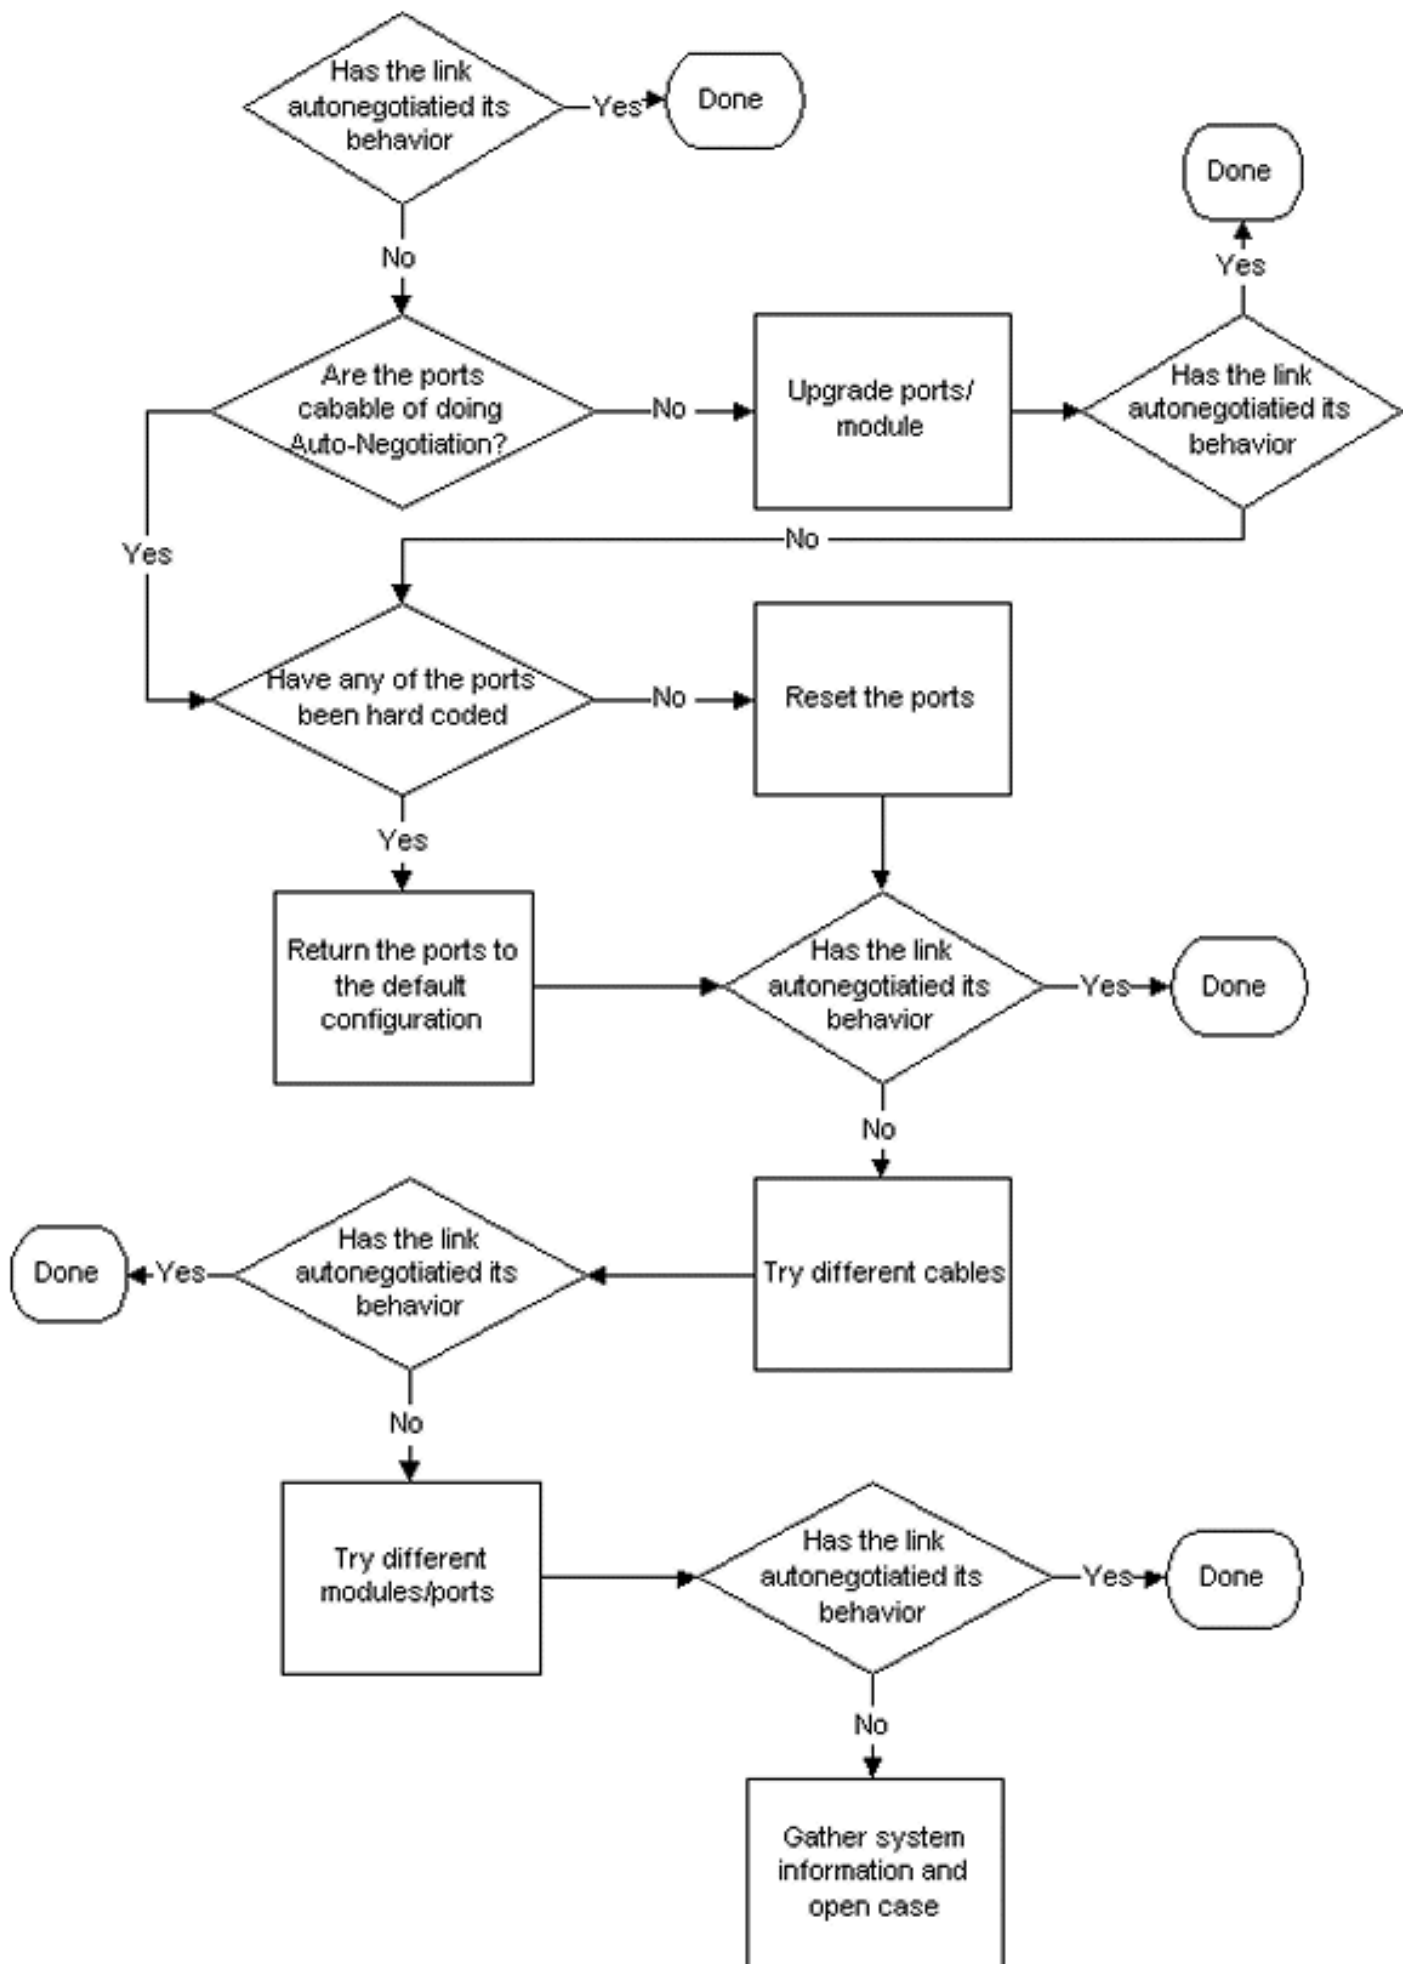 Has the link
autonegotiatied its
behavior
Yes
Done
Done
No
Yes
Are the ports
cabable of doing
Auto-Negotiation?
No
Upgrade ports/
module
Has the link
autonegotiatied its
behavior
Yes
No
Have any of the ports
been hard coded
No
Reset the ports
Yes
Return the ports to
the default
configuration
Has the link
autonegotiatied its
behavior
Yes
Done
No
Done
Yes
Has the link
autonegotiatied its
behavior
Try different cables
No
Try different
modules/ports
Has the link
autonegotiatied its
behavior
Yes
Done
No
Gather system
information and
open case